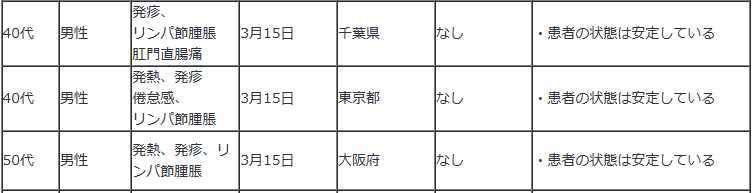 40代 男性 発疹、
リンパ節腫脹
肛門直腸痛 3月15日 千葉県 なし ・患者の状態は安定している
40代 男性 発熱、発疹
倦怠感、
リンパ節腫脹 3月15日 東京都 なし ・患者の状態は安定している
50代 男性 発熱、発疹、リ
ンパ節腫脹 3月15日 大阪府 なし ・患者の状態は安定している